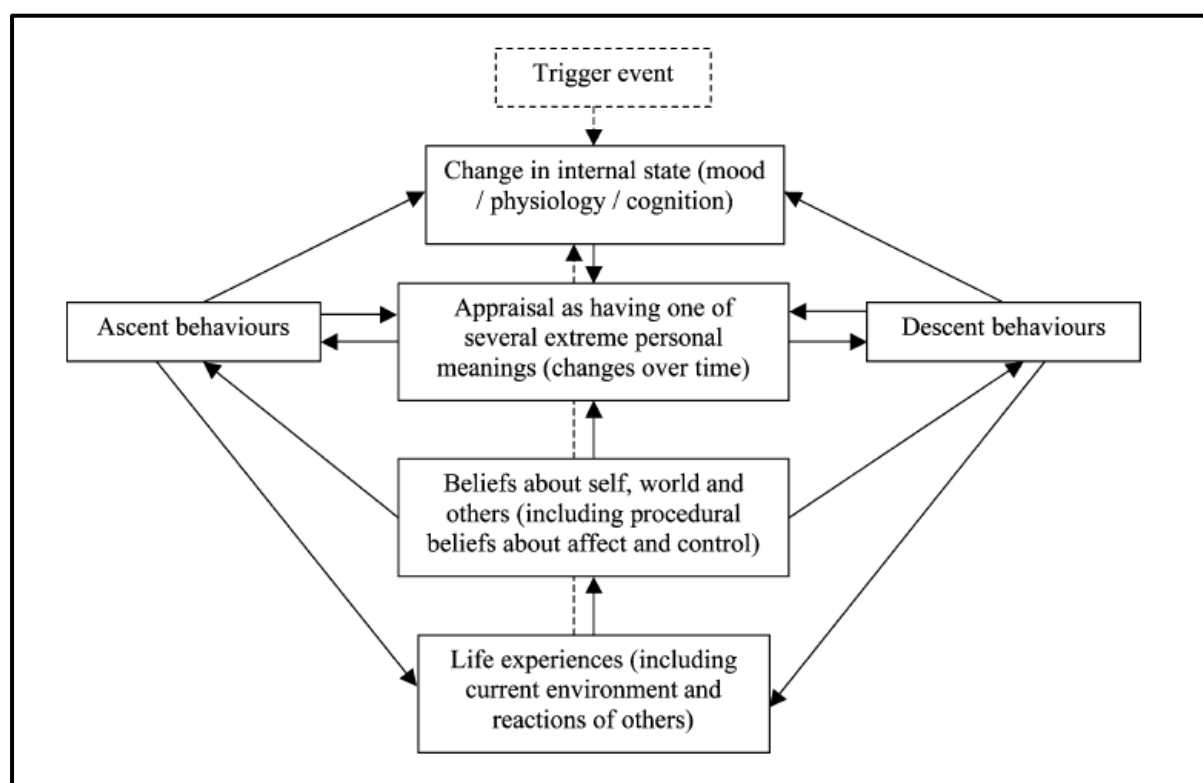 Trigger event
Change in internal state (mood
/ physiology / cognition)
Ascent behaviours
Appraisal as having one of
several extreme personal
meanings (changes over time)
Descent behaviours
Beliefs about self, world and
others (including procedural
beliefs about affect and control)
Life experiences (including
current environment and
reactions of others)